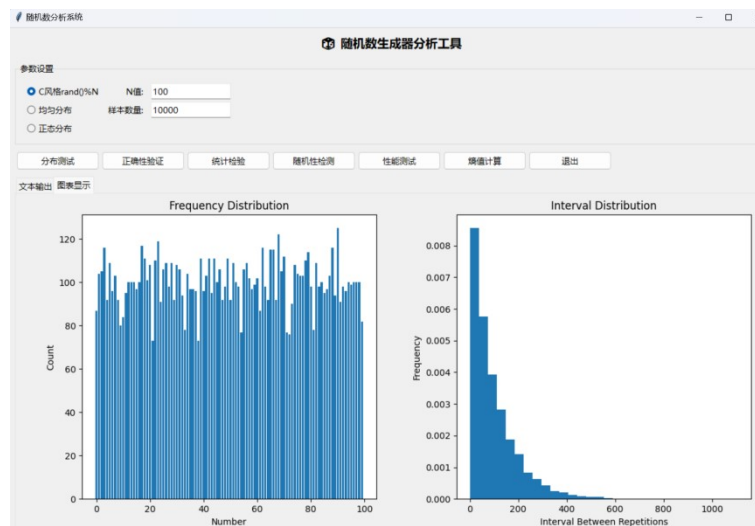 随机数分析系统
随机数生成器分析工具
参数设置
C风格rand()%N N值: 100
均匀分布 样本数量: 10000
正态分布
分布测试 正确性验证 统计检验 随机性检测 性能测试 熵值计算 退出
文本输出 图表显示
Frequency Distribution
Interval Distribution
120
100
80
60
40
20
0
Count
0 20 40 60 80 100
Number
0.008
0.007
0.006
0.005
0.004
0.003
0.002
0.001
0.000
Frequency
0 200 400 600 800 1000
Interval Between Repetitions